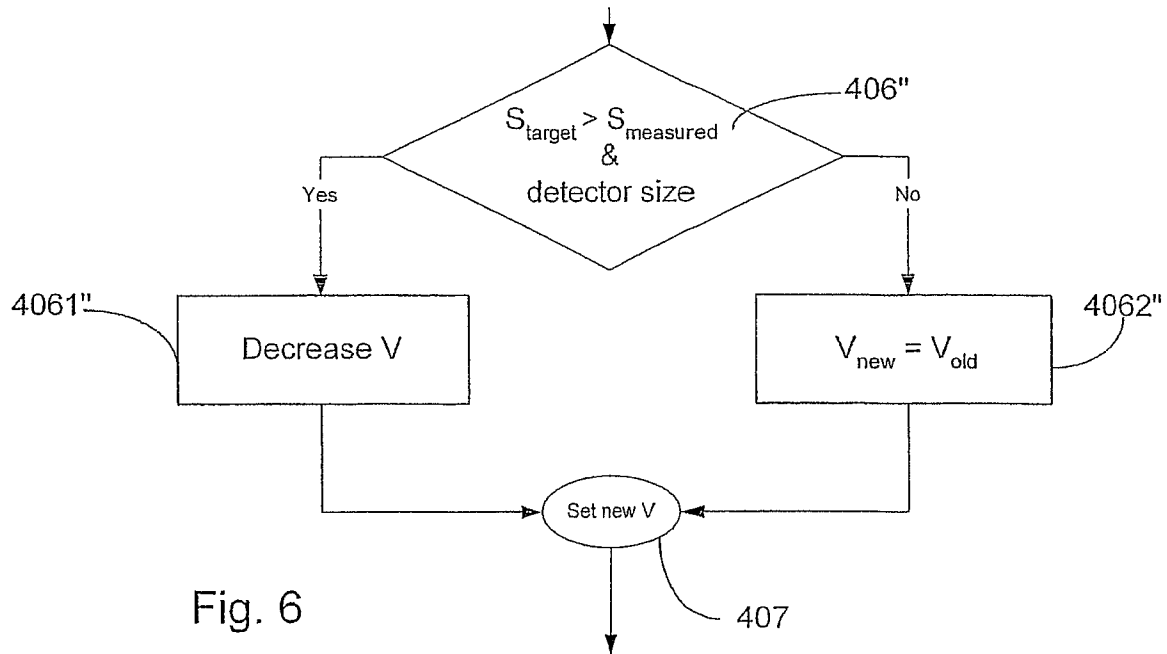 406"
S_target > S_measured
&
detector size
Yes
No
4061"
Decrease V
4062"
V_new = V_old
Set new V
407
Fig. 6